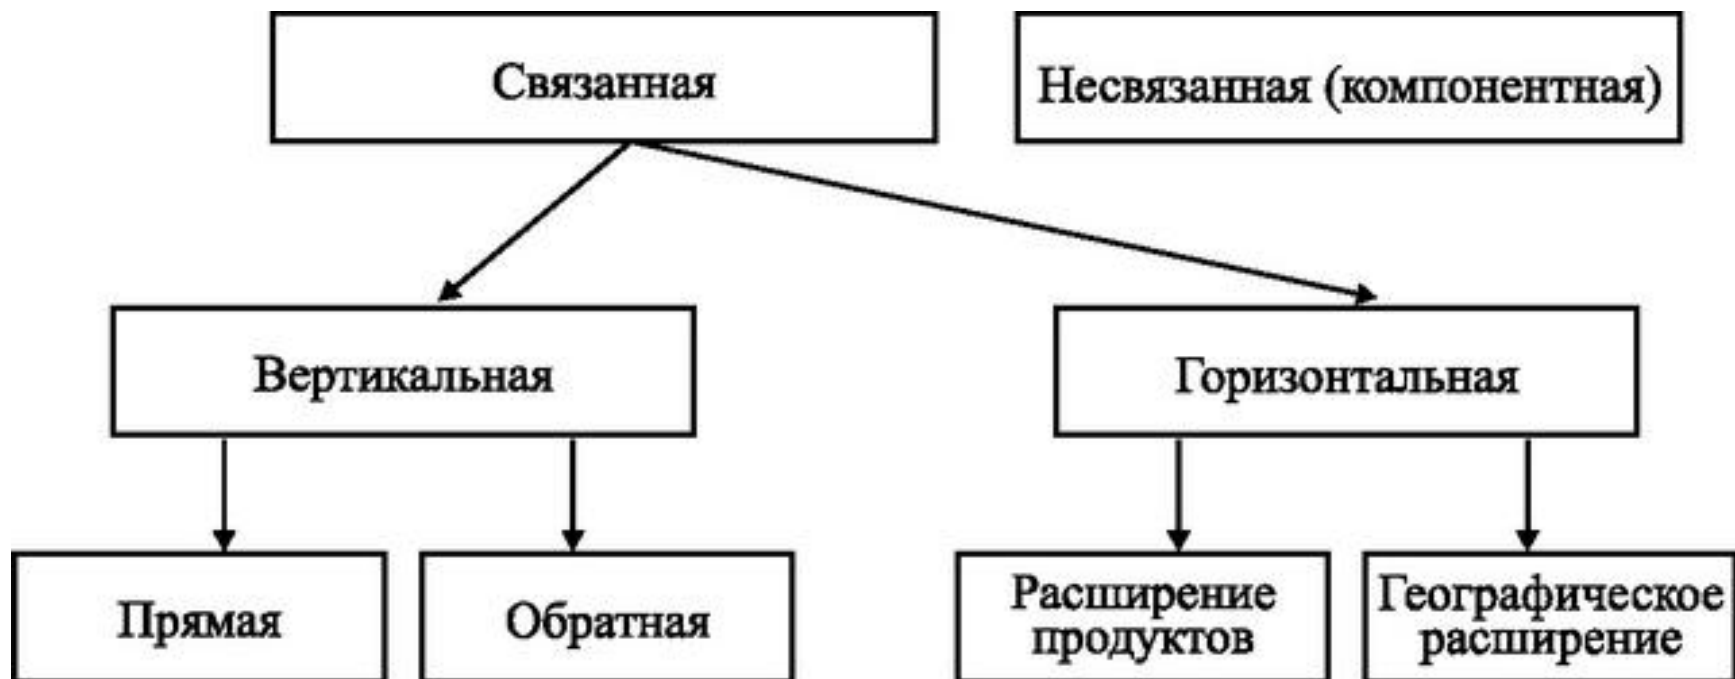 Связанная
Несвязанная (компонентная)
Вертикальная
Горизонтальная
Прямая
Обратная
Расширение
продуктов
Географическое
расширение